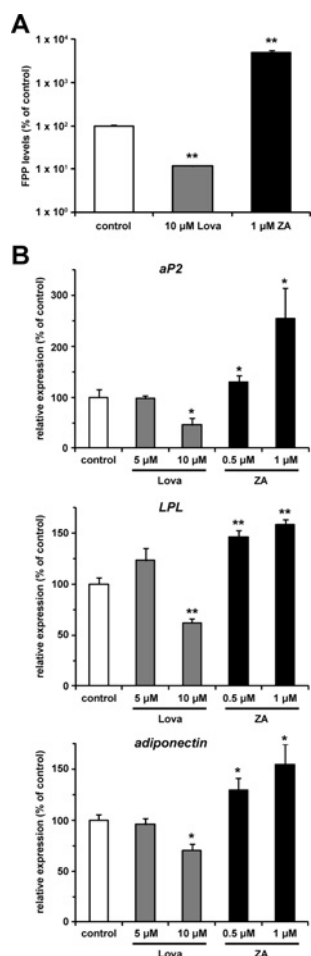 A
FPP levels (% of control)
1 x 10⁴
1 x 10³
1 x 10²
1 x 10¹
1 x 10⁰
**
**
control 10 µM Lova 1 µM ZA
B
aP2
relative expression (% of control)
300
200
100
0
*
*
*
control 5 µM 10 µM 0.5 µM 1 µM
Lova ZA
LPL
relative expression (% of control)
150
100
50
0
**
**
**
control 5 µM 10 µM 0.5 µM 1 µM
Lova ZA
adiponectin
relative expression (% of control)
150
100
50
0
*
*
*
control 5 µM 10 µM 0.5 µM 1 µM
Lova ZA